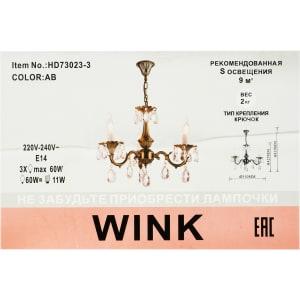 Item No.:HD73023-3
COLOR:AB
РЕКОМЕНДОВАННАЯ
S ОСВЕЩЕНИЯ
9 м²
ВЕС
2кг
ТИП КРЕПЛЕНИЯ
КРЮЧОК
220V-240V~
E14
3X max 60W
60W= 11W
НЕ ЗАБУДЬТЕ ПРИОБРЕСТИ ЛАМПОЧКИ
WINK
EAC